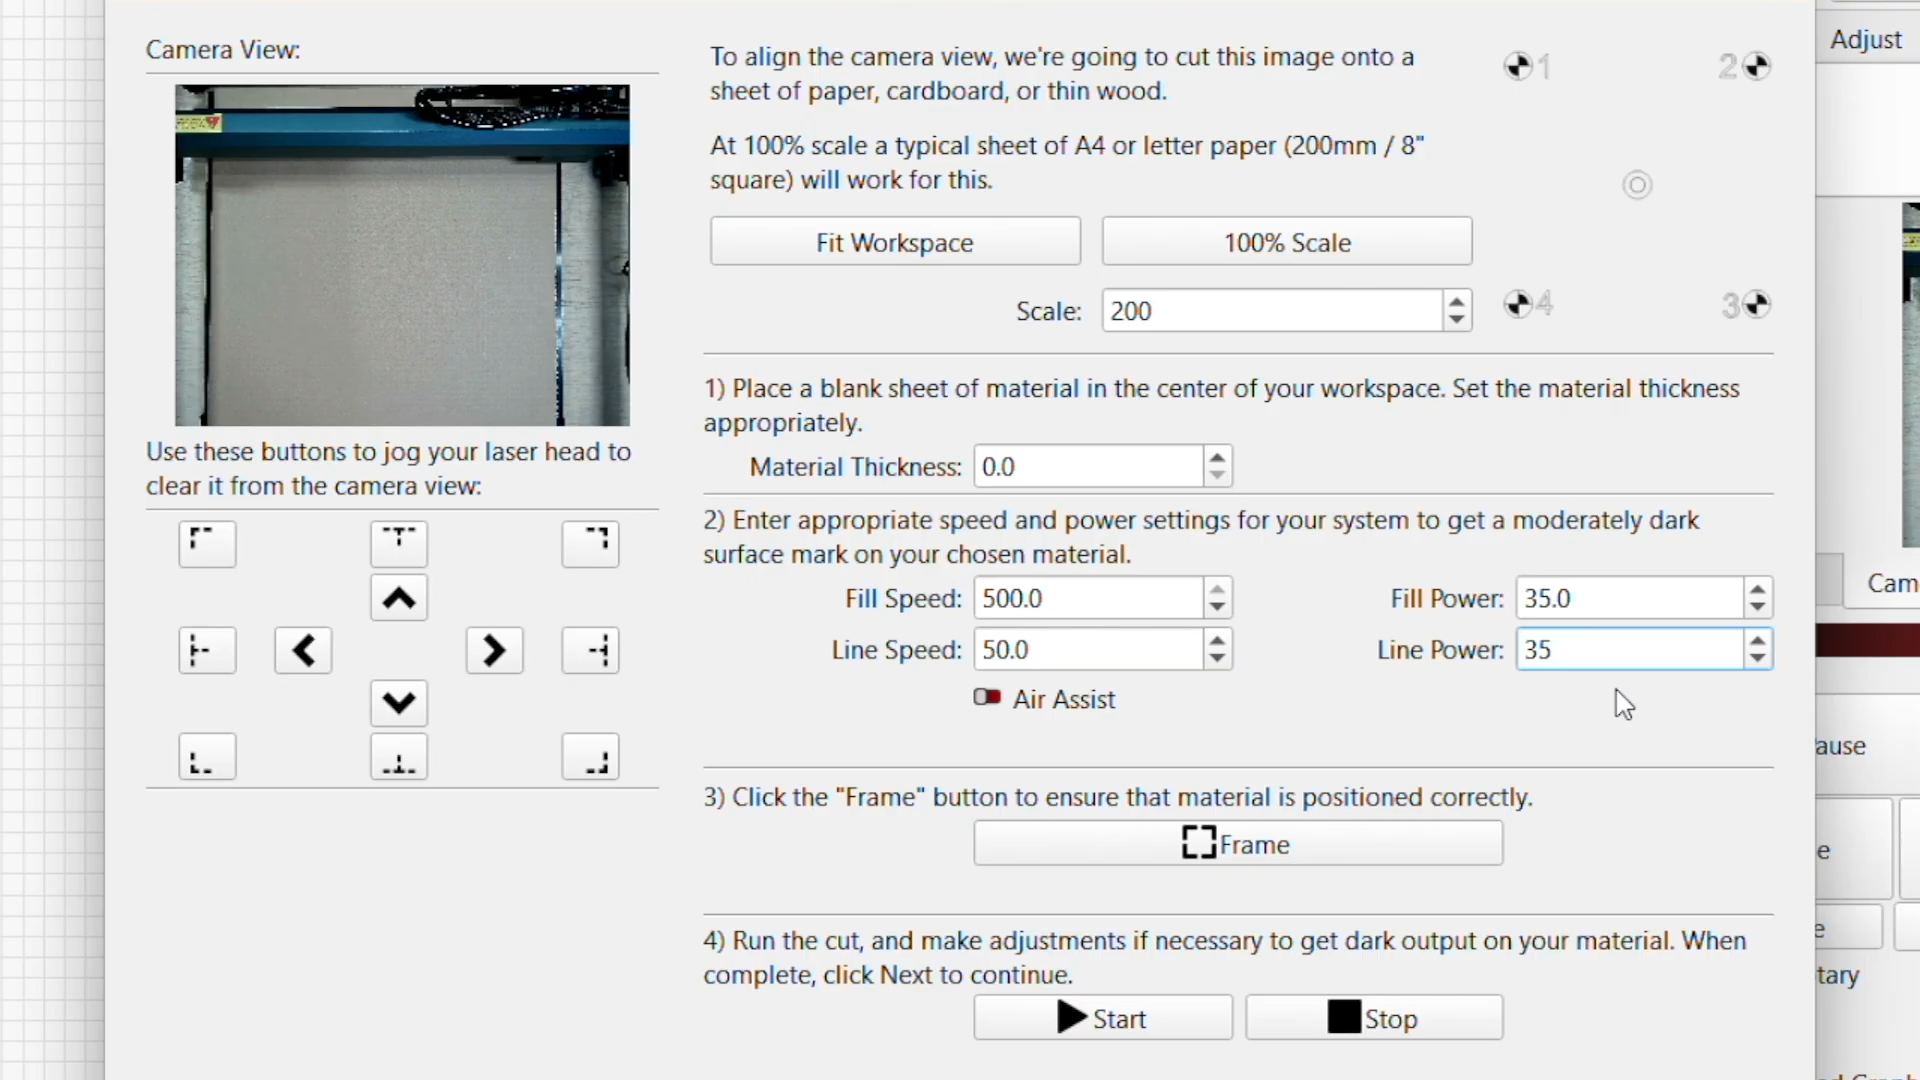 Camera View:
Use these buttons to jog your laser head to
clear it from the camera view:
To align the camera view, we're going to cut this image onto a
sheet of paper, cardboard, or thin wood.
At 100% scale a typical sheet of A4 or letter paper (200mm / 8"
square) will work for this.
1 2
4 3
Fit Workspace 100% Scale
Scale: 200
1) Place a blank sheet of material in the center of your workspace. Set the material thickness
appropriately.
Material Thickness: 0.0
2) Enter appropriate speed and power settings for your system to get a moderately dark
surface mark on your chosen material.
Fill Speed: 500.0 Fill Power: 35.0
Line Speed: 50.0 Line Power: 35
Air Assist
3) Click the "Frame" button to ensure that material is positioned correctly.
Frame
4) Run the cut, and make adjustments if necessary to get dark output on your material. When
complete, click Next to continue.
Start Stop
Adjust
Cam
ause
e
e
tary